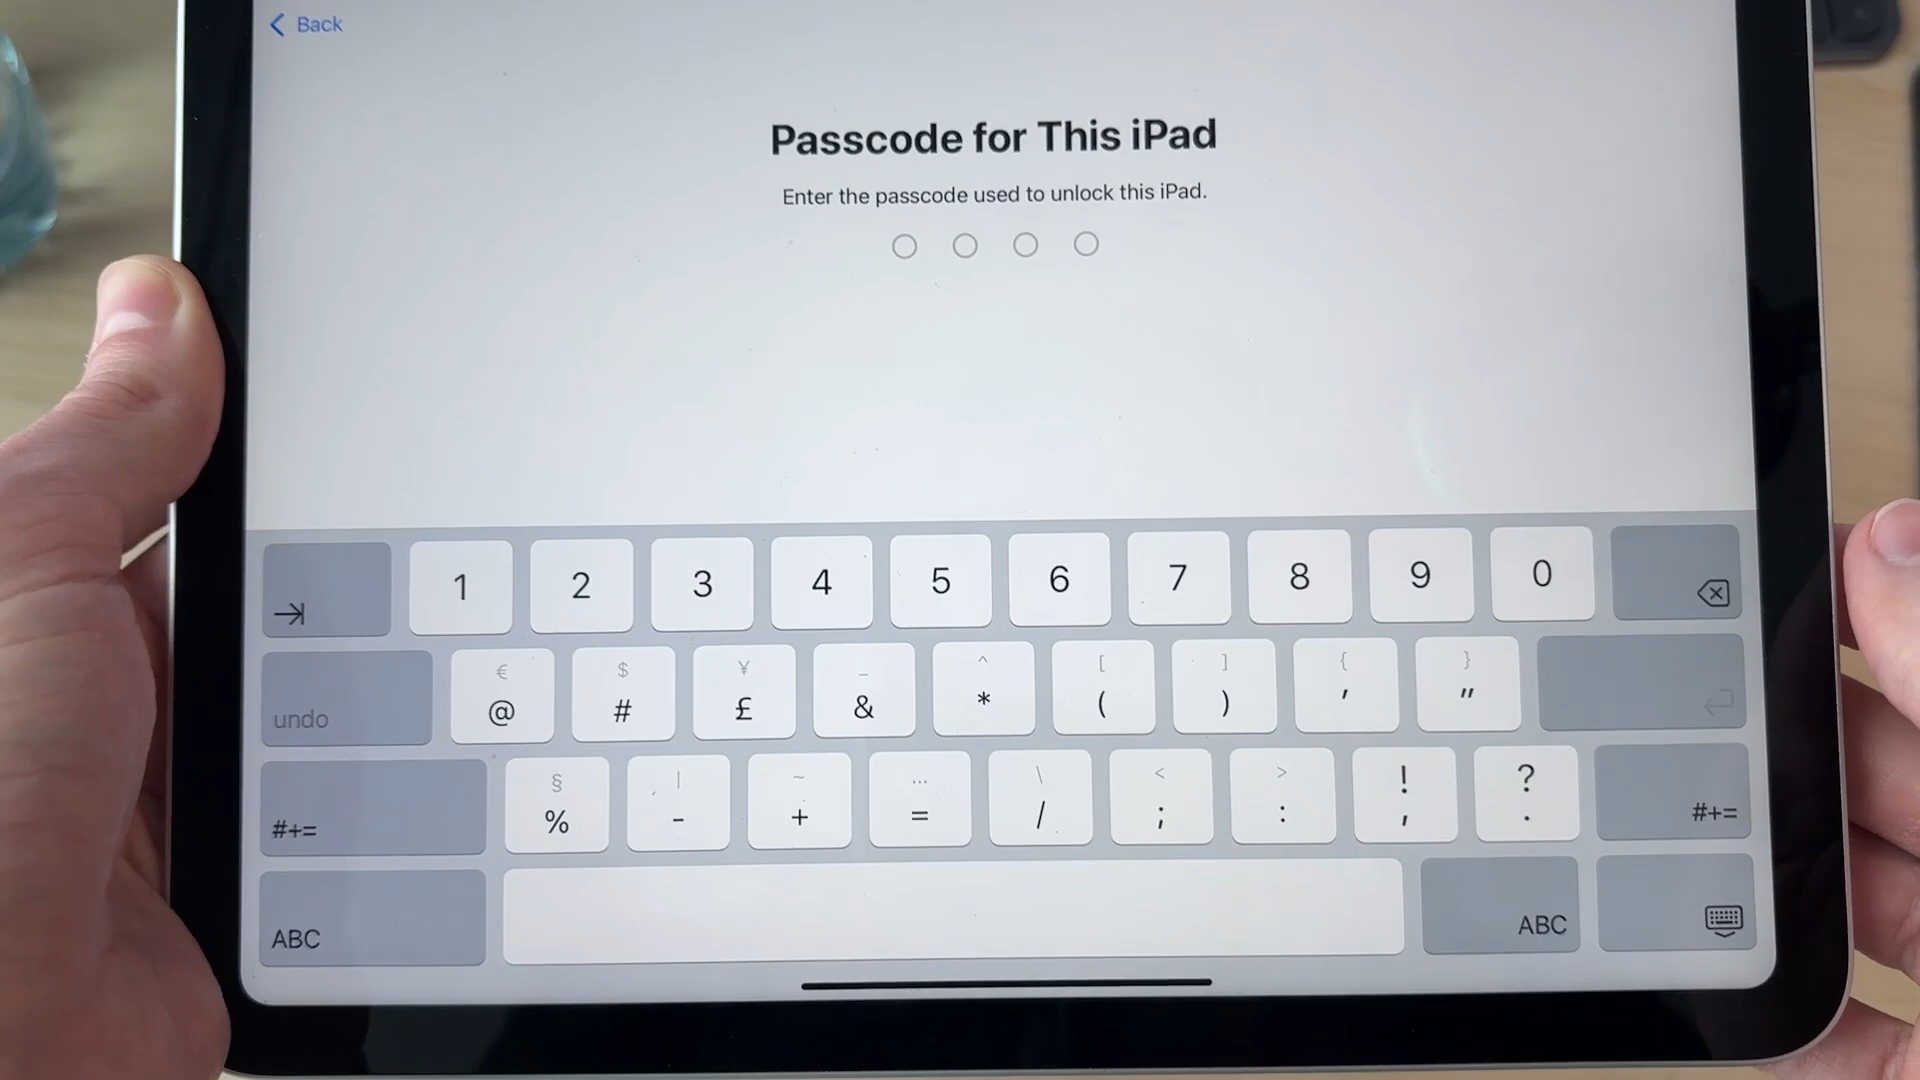 Back
Passcode for This iPad
Enter the passcode used to unlock this iPad.
1 2 3 4 5 6 7 8 9 0
€ $ ¥ _ ^ [ ] { }
undo @ # £ & * ( ) ' "
§ | ~ … \ < > ! ?
#+= % - + = / ; : , . #+=
ABC ABC